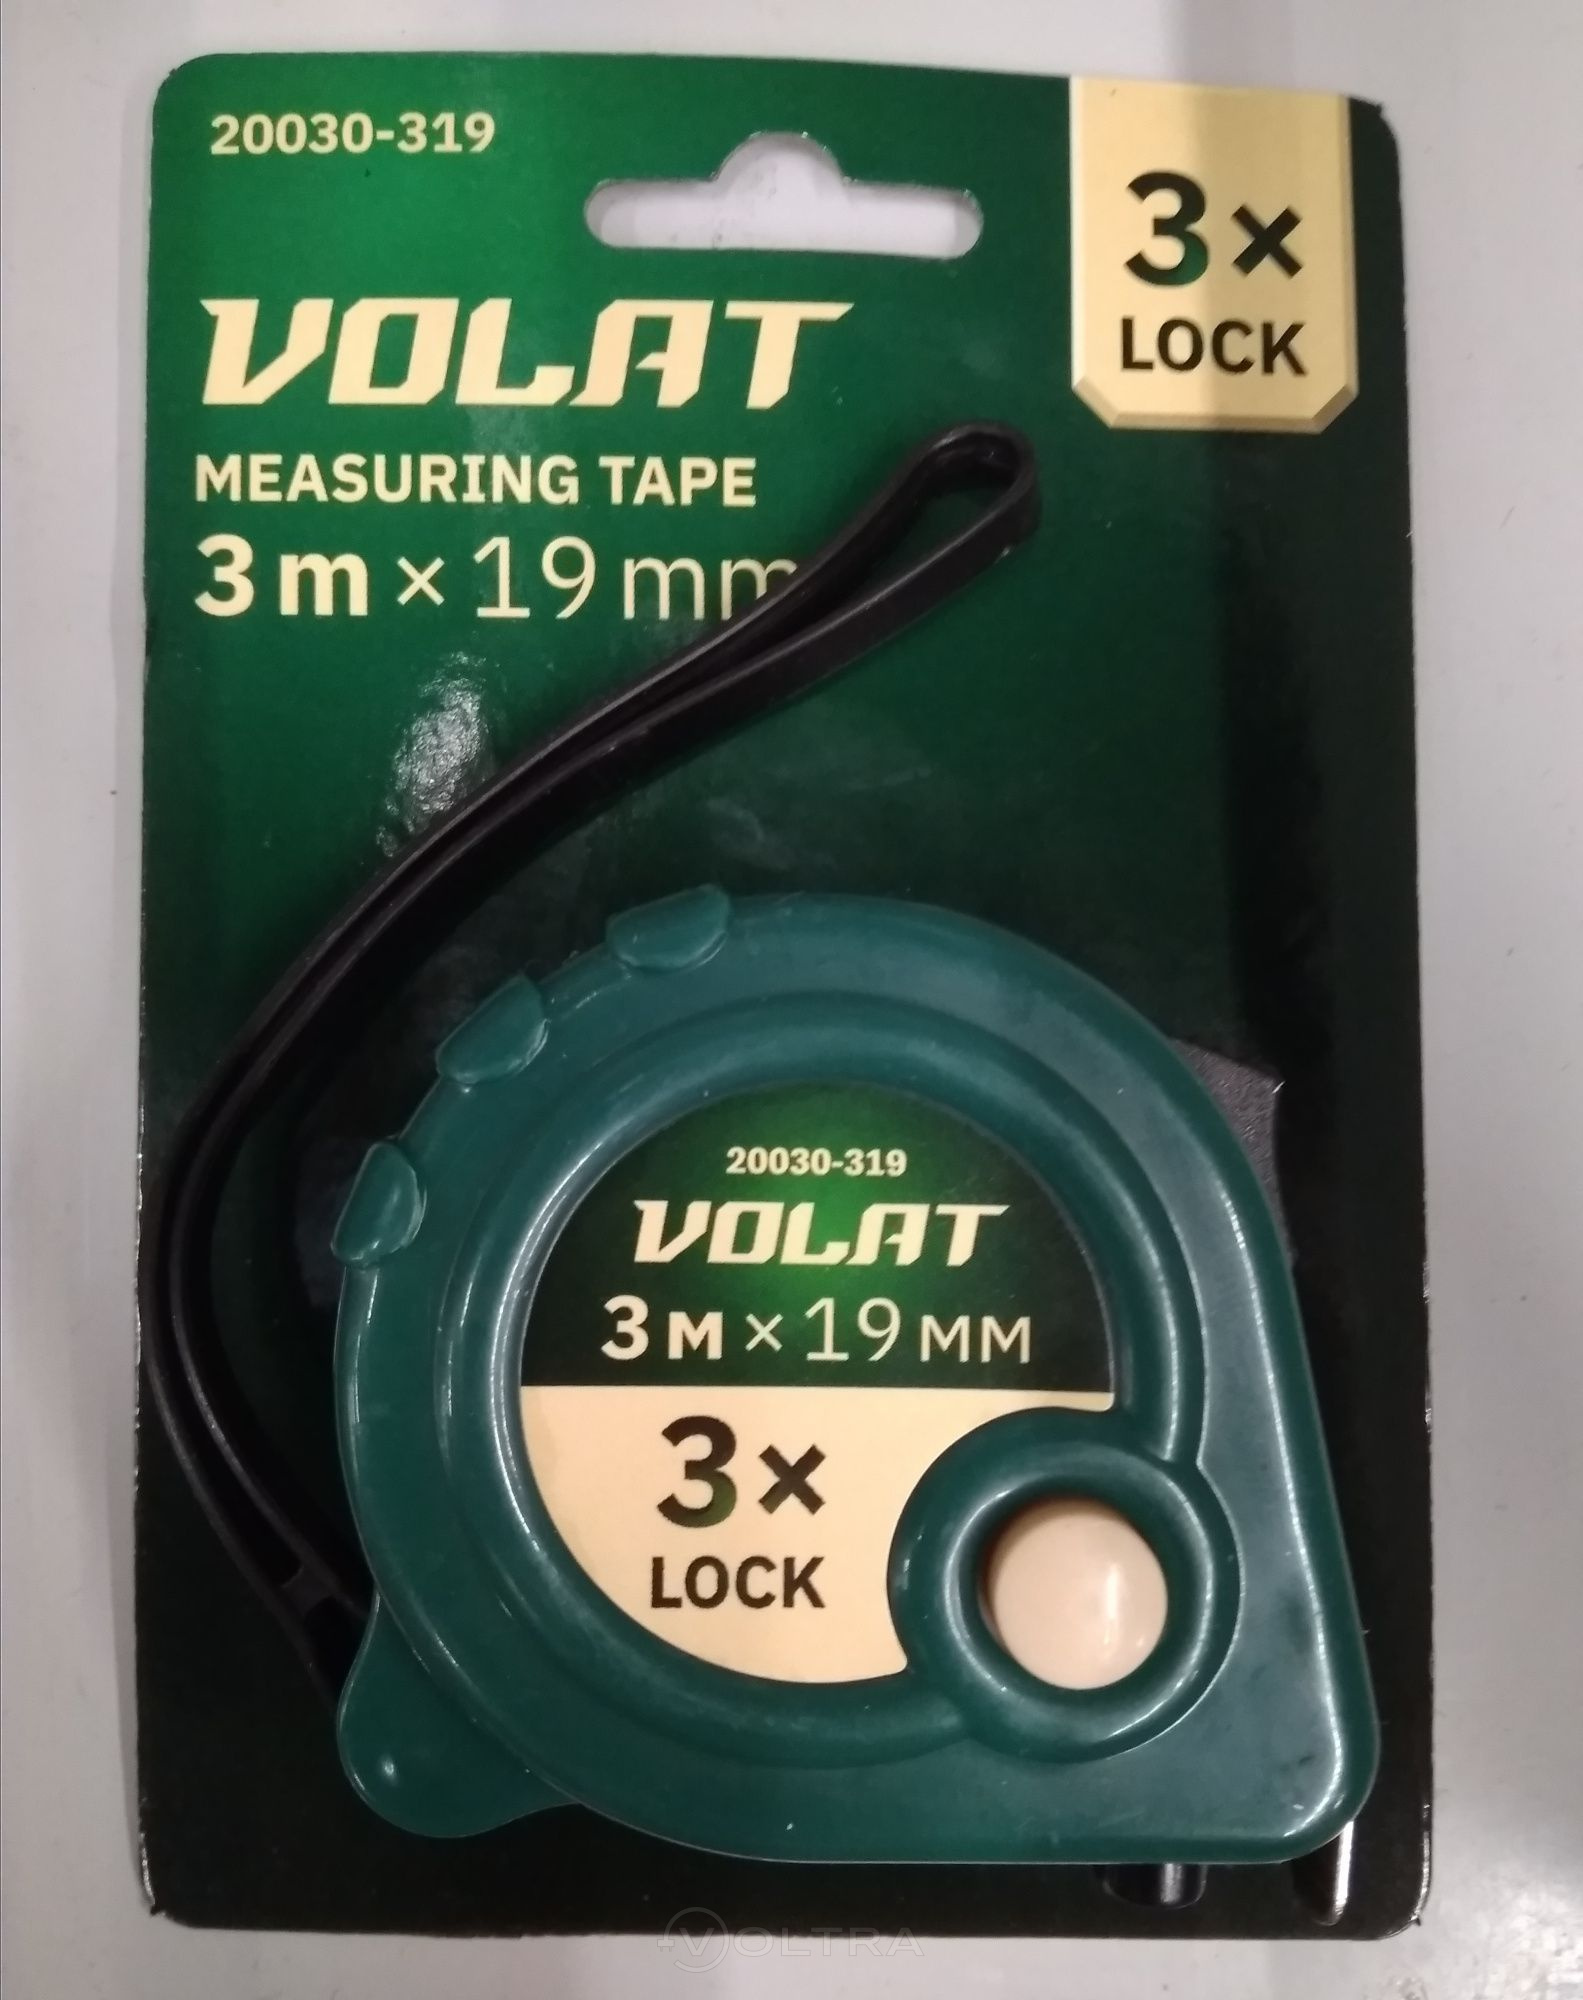 20030-319
3×
LOCK
VOLAT
MEASURING TAPE
3 m × 19 mm
20030-319
VOLAT
3 м × 19 мм
3×
LOCK
VOLTRA